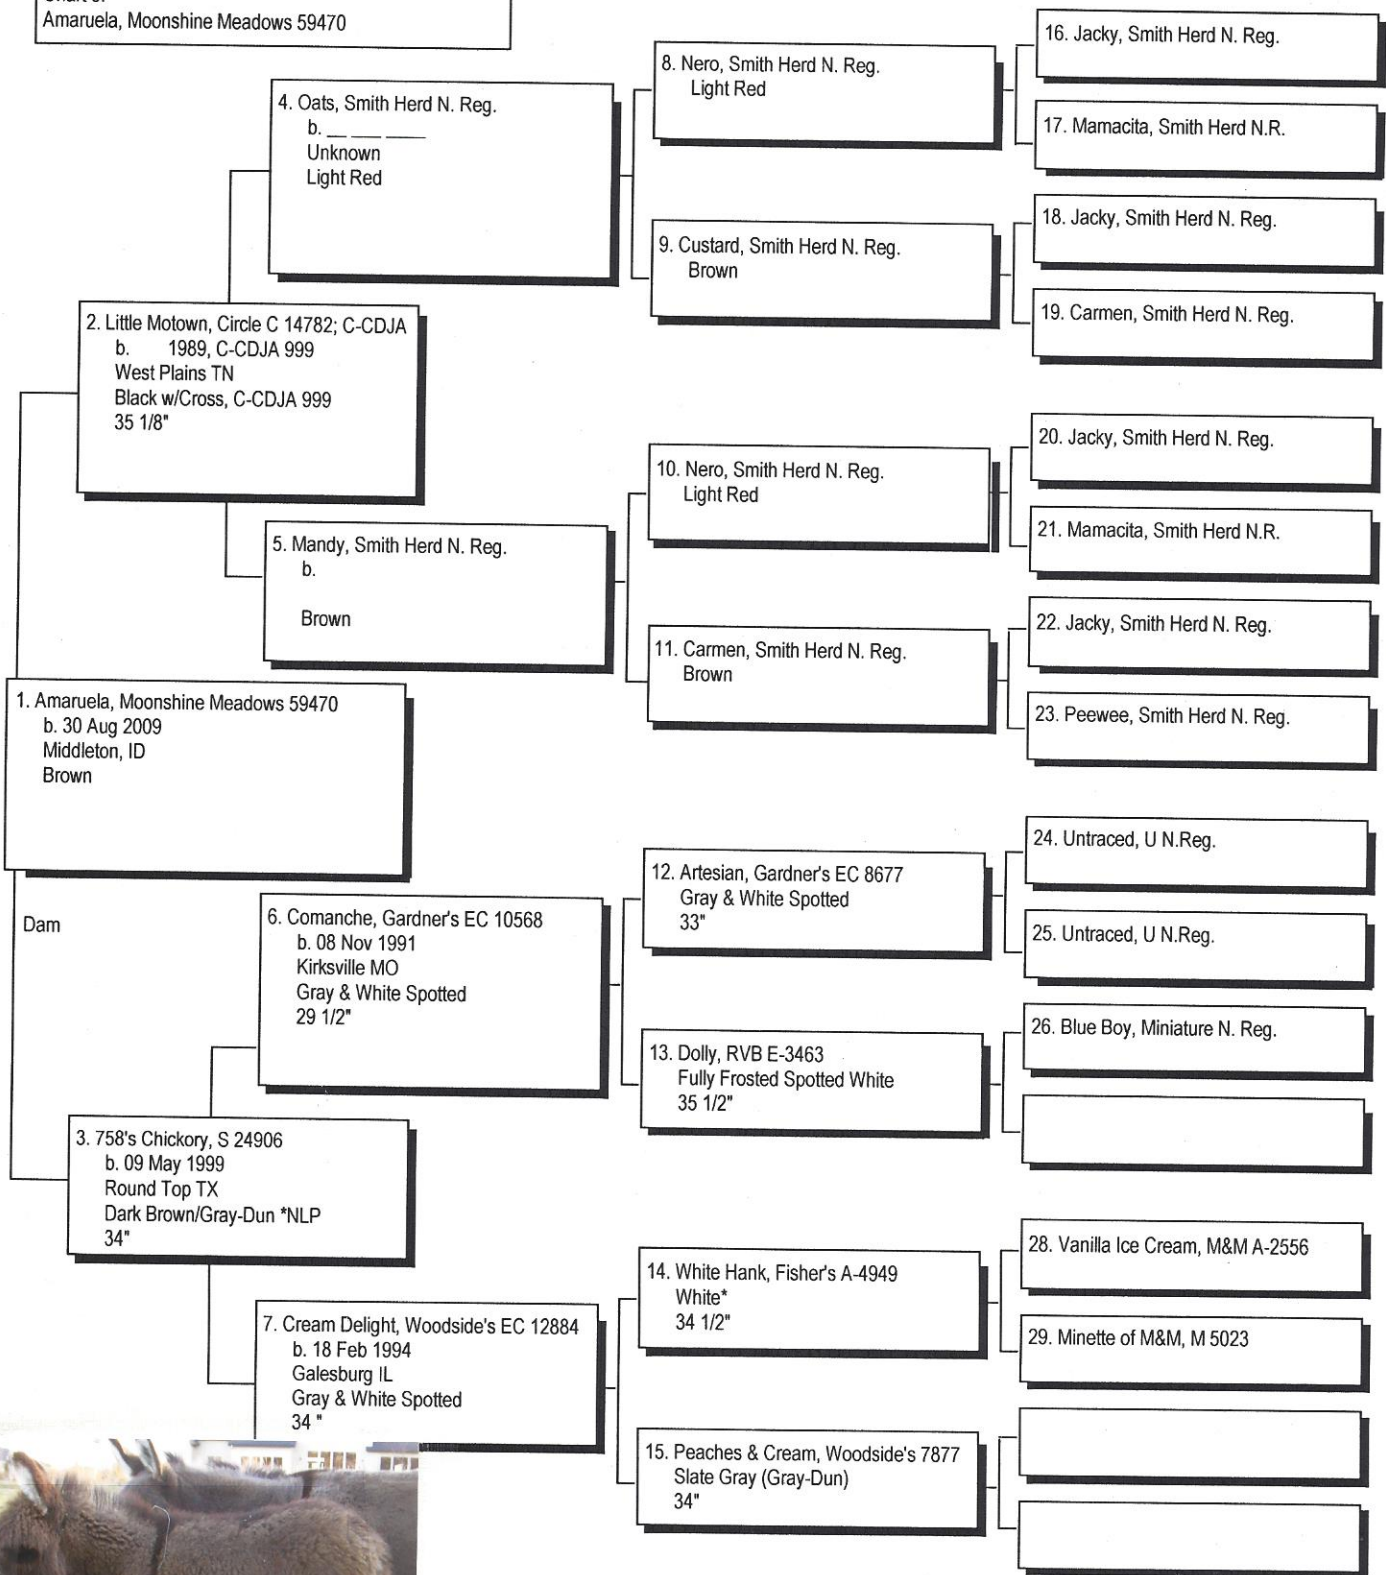 Amaruela, Moonshine Meadows 59470
4. Oats, Smith Herd N. Reg.
b. __ ___ ____
Unknown
Light Red
8. Nero, Smith Herd N. Reg.
Light Red
16. Jacky, Smith Herd N. Reg.
17. Mamacita, Smith Herd N.R.
9. Custard, Smith Herd N. Reg.
Brown
18. Jacky, Smith Herd N. Reg.
19. Carmen, Smith Herd N. Reg.
2. Little Motown, Circle C 14782; C-CDJA
b. 1989, C-CDJA 999
West Plains TN
Black w/Cross, C-CDJA 999
35 1/8"
10. Nero, Smith Herd N. Reg.
Light Red
20. Jacky, Smith Herd N. Reg.
21. Mamacita, Smith Herd N.R.
5. Mandy, Smith Herd N. Reg.
b.
Brown
11. Carmen, Smith Herd N. Reg.
Brown
22. Jacky, Smith Herd N. Reg.
23. Peewee, Smith Herd N. Reg.
1. Amaruela, Moonshine Meadows 59470
b. 30 Aug 2009
Middleton, ID
Brown
Dam
6. Comanche, Gardner's EC 10568
b. 08 Nov 1991
Kirksville MO
Gray & White Spotted
29 1/2"
12. Artesian, Gardner's EC 8677
Gray & White Spotted
33"
24. Untraced, U N.Reg.
25. Untraced, U N.Reg.
13. Dolly, RVB E-3463
Fully Frosted Spotted White
35 1/2"
26. Blue Boy, Miniature N. Reg.
3. 758's Chickory, S 24906
b. 09 May 1999
Round Top TX
Dark Brown/Gray-Dun *NLP
34"
7. Cream Delight, Woodside's EC 12884
b. 18 Feb 1994
Galesburg IL
Gray & White Spotted
34 "
14. White Hank, Fisher's A-4949
White*
34 1/2"
28. Vanilla Ice Cream, M&M A-2556
29. Minette of M&M, M 5023
15. Peaches & Cream, Woodside's 7877
Slate Gray (Gray-Dun)
34"